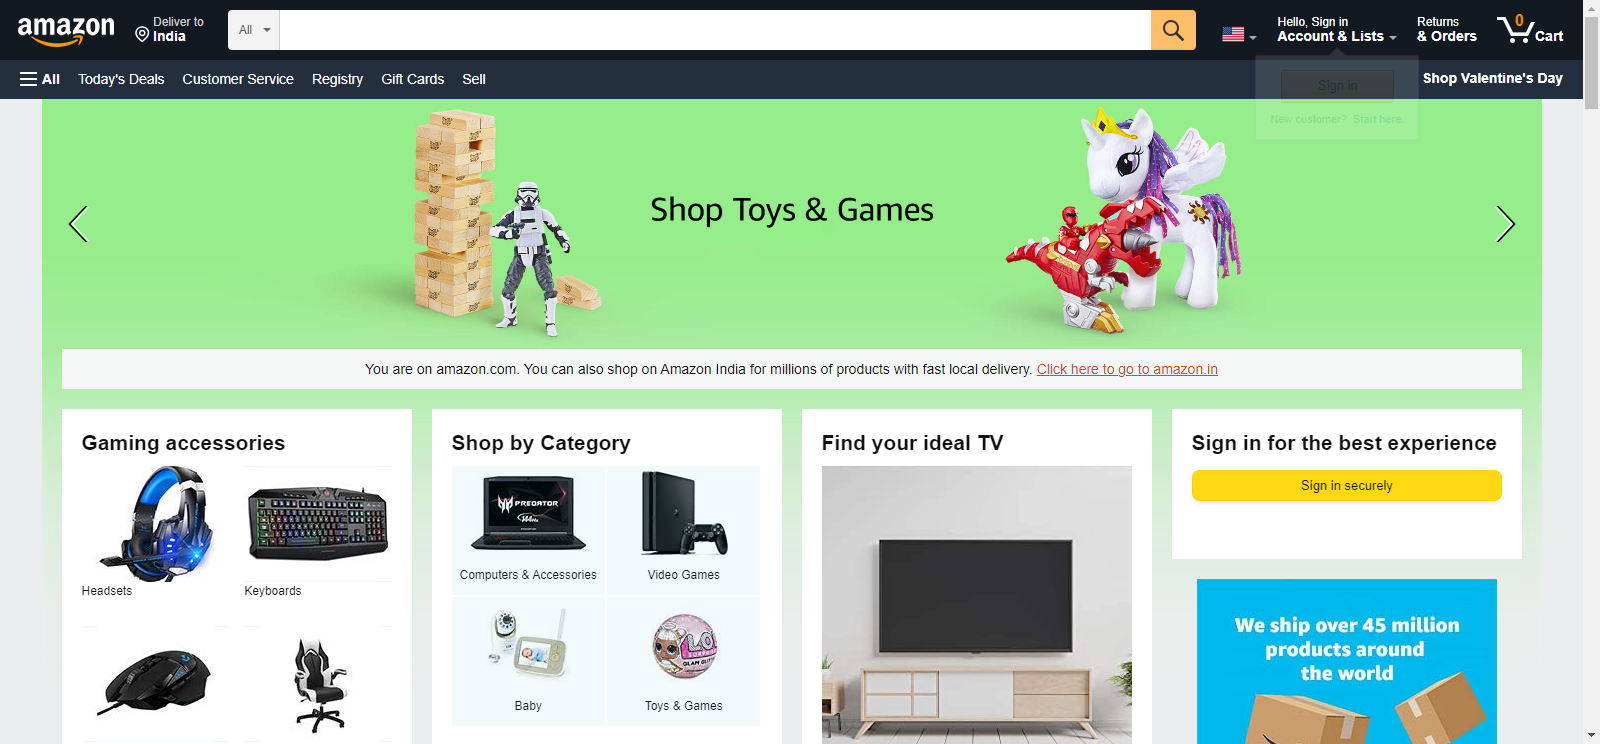 amazon
Deliver to
India
All
Hello, Sign in
Account & Lists
Returns
& Orders
0
Cart
All
Today's Deals
Customer Service
Registry
Gift Cards
Sell
Sign in
New customer? Start here.
Shop Valentine's Day
Shop Toys & Games
You are on amazon.com. You can also shop on Amazon India for millions of products with fast local delivery. Click here to go to amazon.in
Gaming accessories
Headsets
Keyboards
Shop by Category
PREDATOR
Computers & Accessories
Video Games
Baby
L.O.L.
SURPRISE
GLAM GLITTER
Toys & Games
Find your ideal TV
Sign in for the best experience
Sign in securely
We ship over 45 million
products around
the world